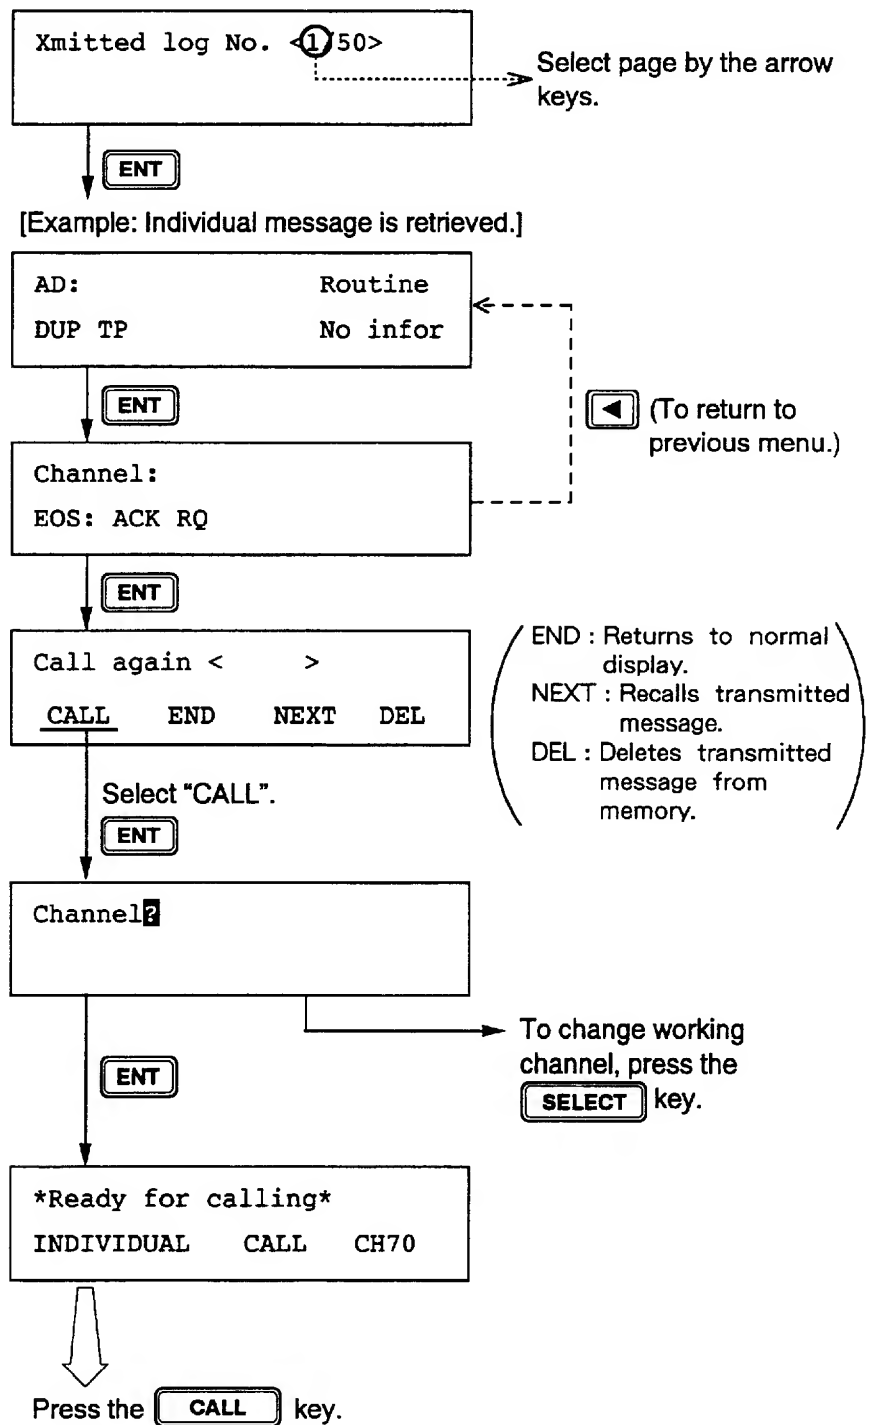 Xmitted log No. <1/50>
Select page by the arrow
keys.
ENT
[Example: Individual message is retrieved.]
AD: Routine
DUP TP No infor
ENT
◄ (To return to
previous menu.)
Channel:
EOS: ACK RQ
ENT
Call again < >
CALL END NEXT DEL
END : Returns to normal
display.
NEXT : Recalls transmitted
message.
DEL : Deletes transmitted
message from
memory.
Select "CALL".
ENT
Channel?
To change working
channel, press the
SELECT key.
ENT
*Ready for calling*
INDIVIDUAL CALL CH70
Press the CALL key.